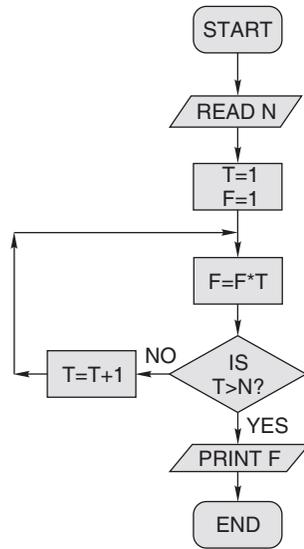 START
READ N
T=1
F=1
F=F*T
IS
T>N?
NO
T=T+1
YES
PRINT F
END